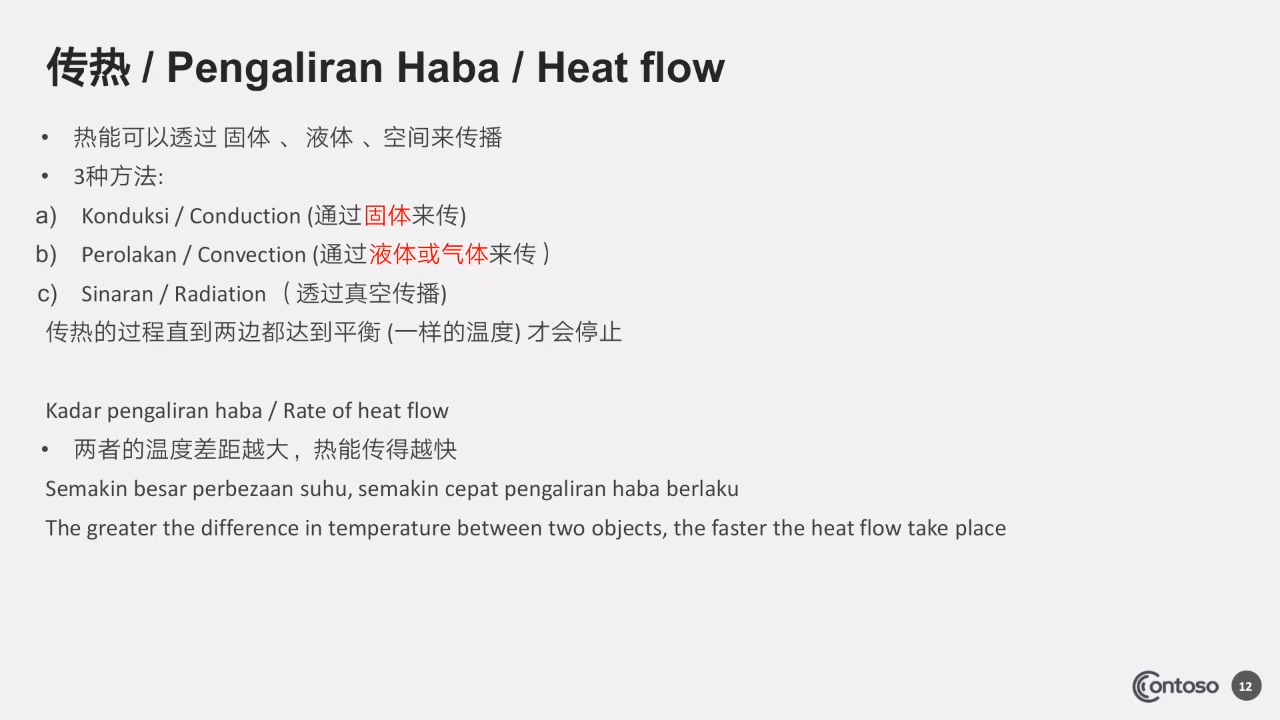 传热 / Pengaliran Haba / Heat flow
• 热能可以透过 固体 、 液体 、空间来传播
• 3种方法:
a) Konduksi / Conduction (通过固体来传)
b) Perolakan / Convection (通过液体或气体来传 )
c) Sinaran / Radiation （ 透过真空传播)
传热的过程直到两边都达到平衡 (一样的温度) 才会停止
Kadar pengaliran haba / Rate of heat flow
• 两者的温度差距越大，热能传得越快
Semakin besar perbezaan suhu, semakin cepat pengaliran haba berlaku
The greater the difference in temperature between two objects, the faster the heat flow take place
Contoso 12